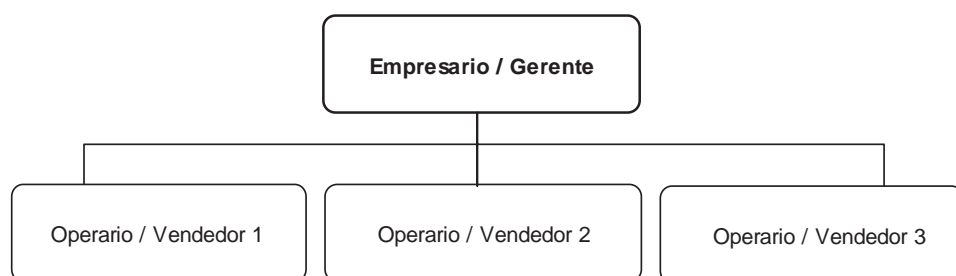 Empresario / Gerente
Operario / Vendedor 1
Operario / Vendedor 2
Operario / Vendedor 3